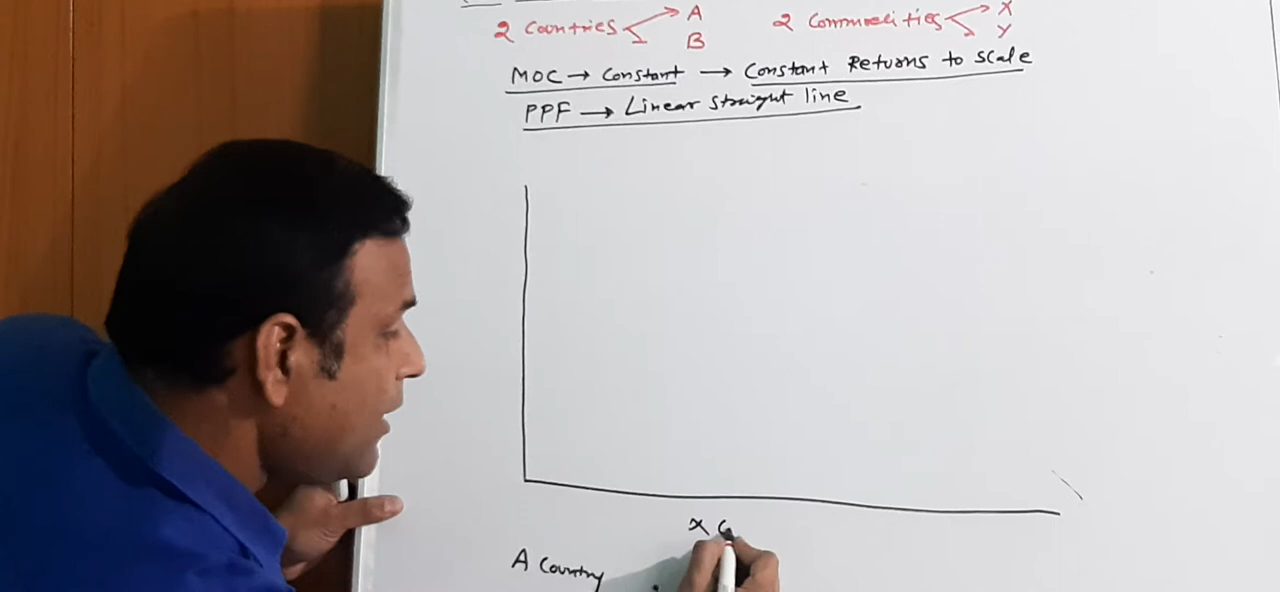 2 Countries A 2 Commodities X
B Y
MOC → Constant → Constant Returns to Scale
PPF → Linear straight line
X
A Country